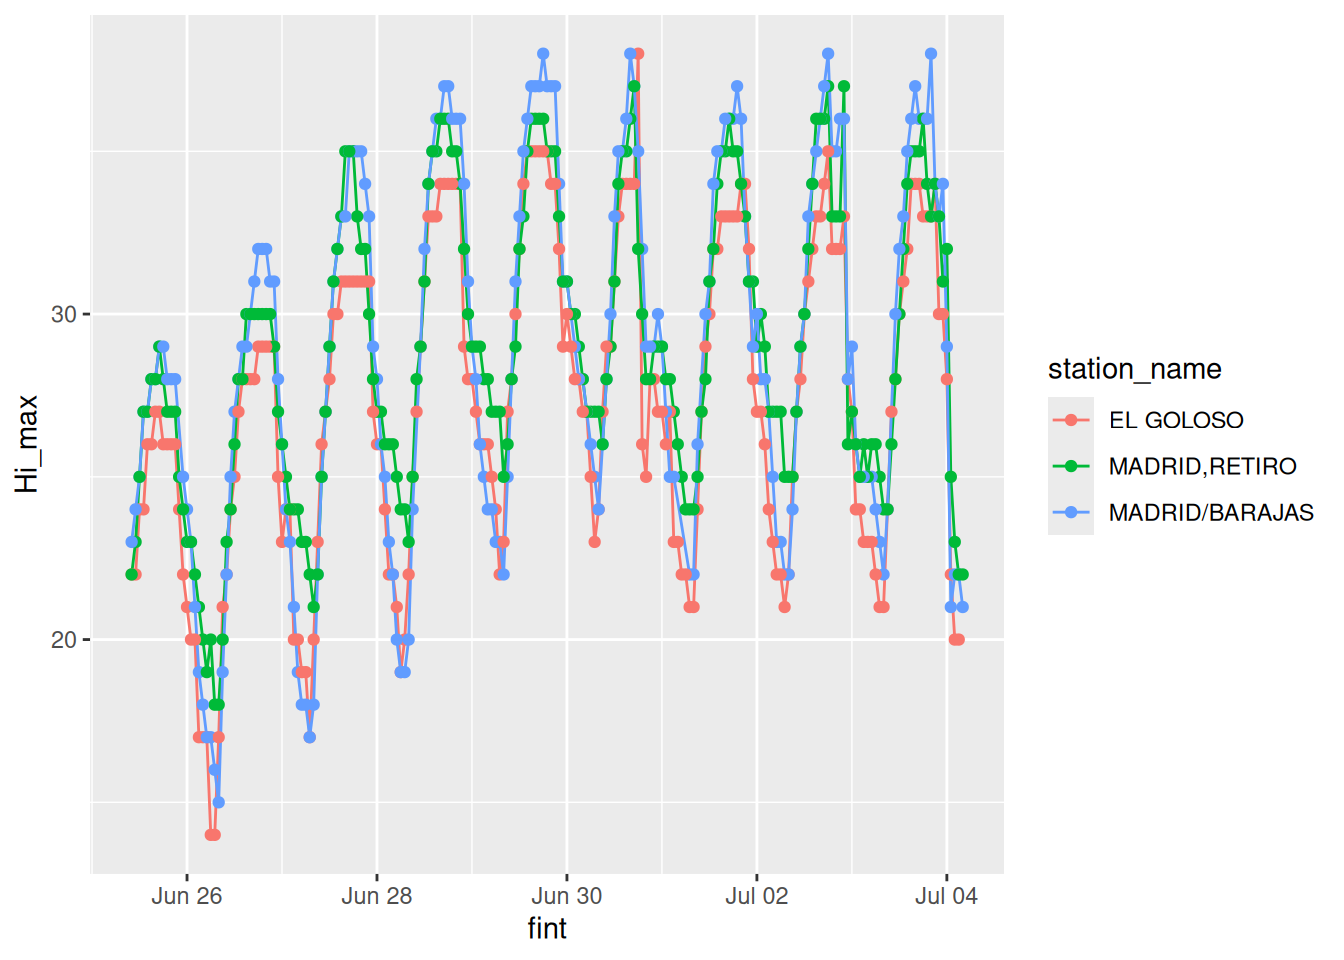 30
20
Hi_max
Jun 26
Jun 28
Jun 30
Jul 02
Jul 04
fint
station_name
EL GOLOSO
MADRID,RETIRO
MADRID/BARAJAS